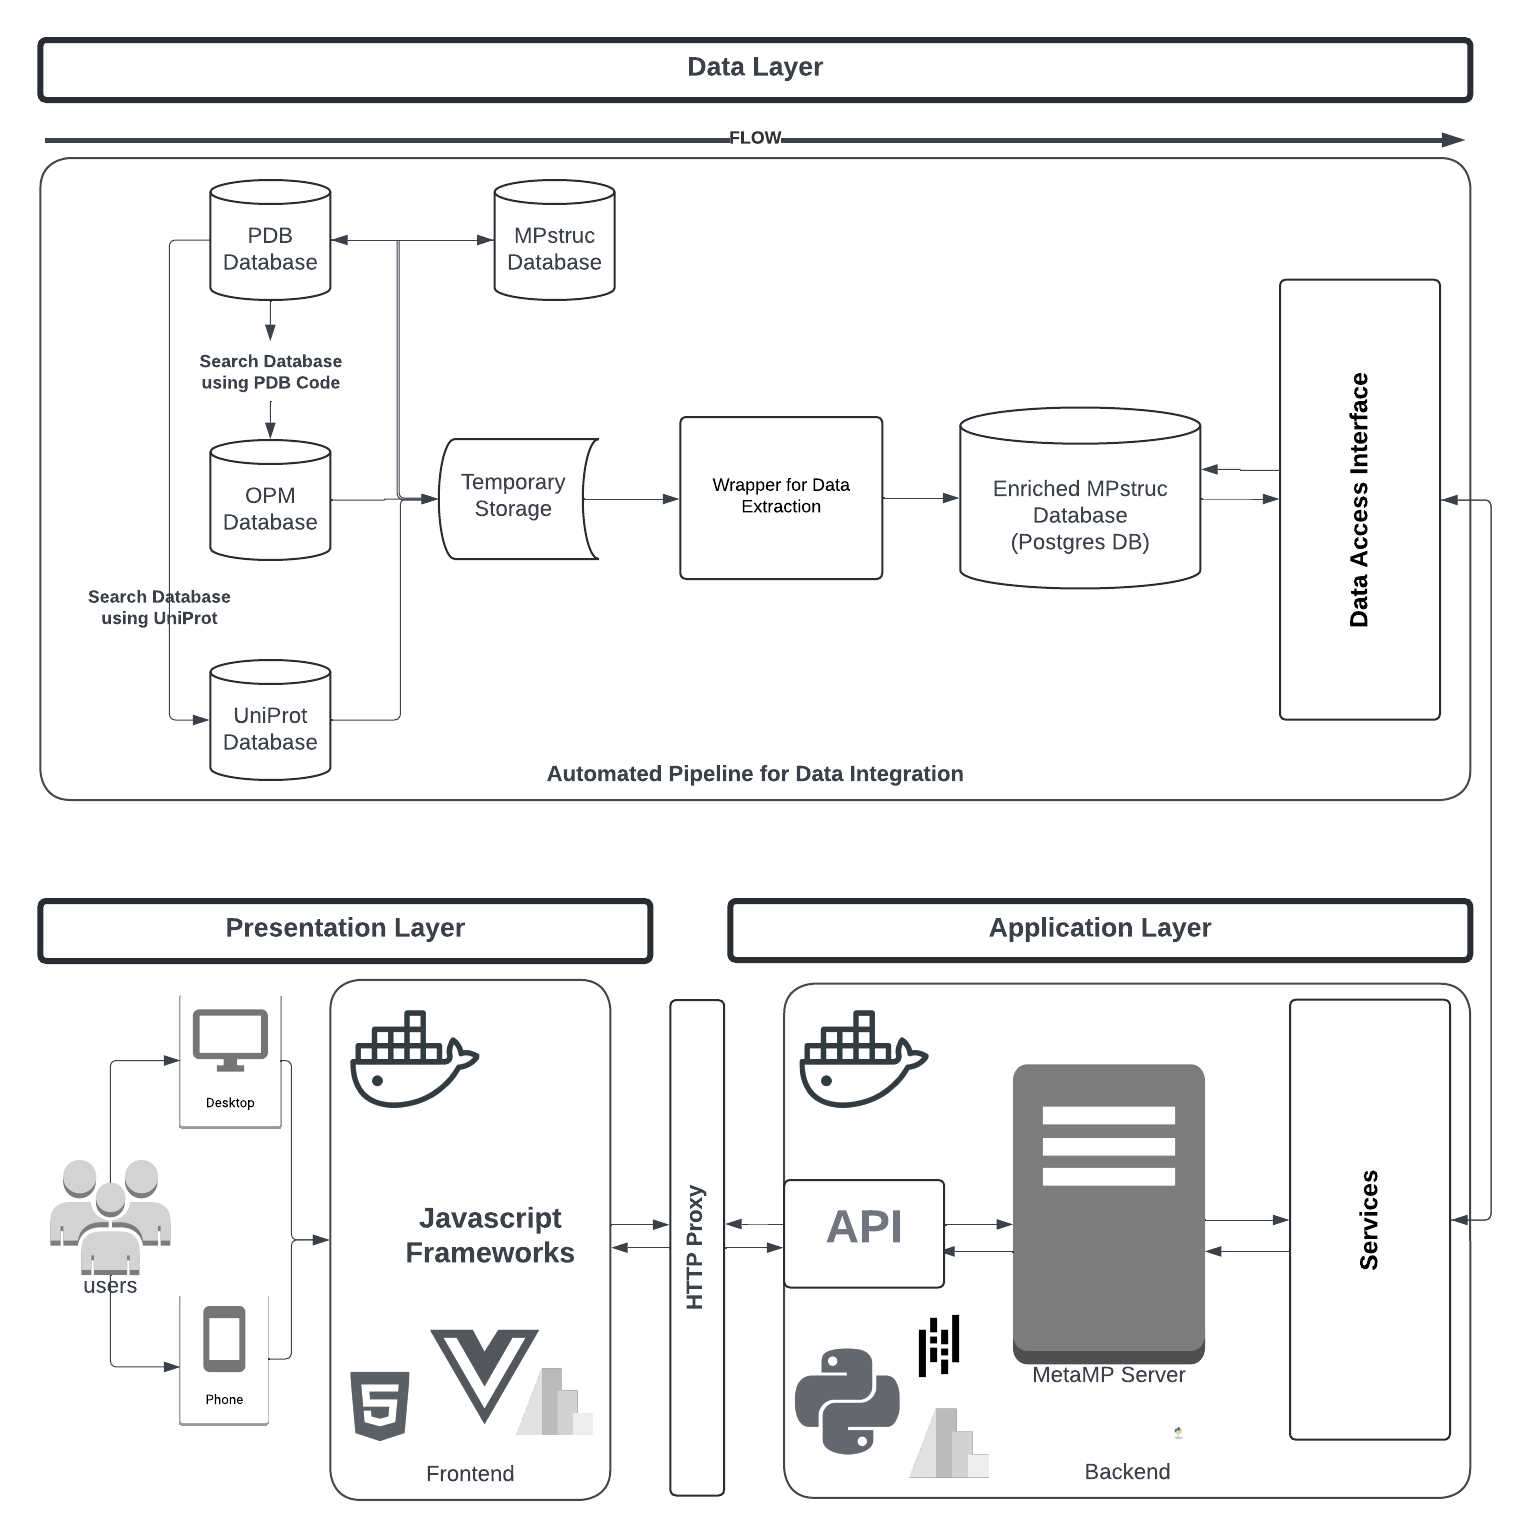 Data Layer
FLOW
PDB
Database
MPstruc
Database
Search Database
using PDB Code
OPM
Database
Temporary
Storage
Wrapper for Data
Extraction
Enriched MPstruc
Database
(Postgres DB)
Data Access Interface
Search Database
using UniProt
UniProt
Database
Automated Pipeline for Data Integration
Presentation Layer
Application Layer
Desktop
users
Phone
Javascript
Frameworks
5
Frontend
HTTP Proxy
API
MetaMP Server
Backend
Services